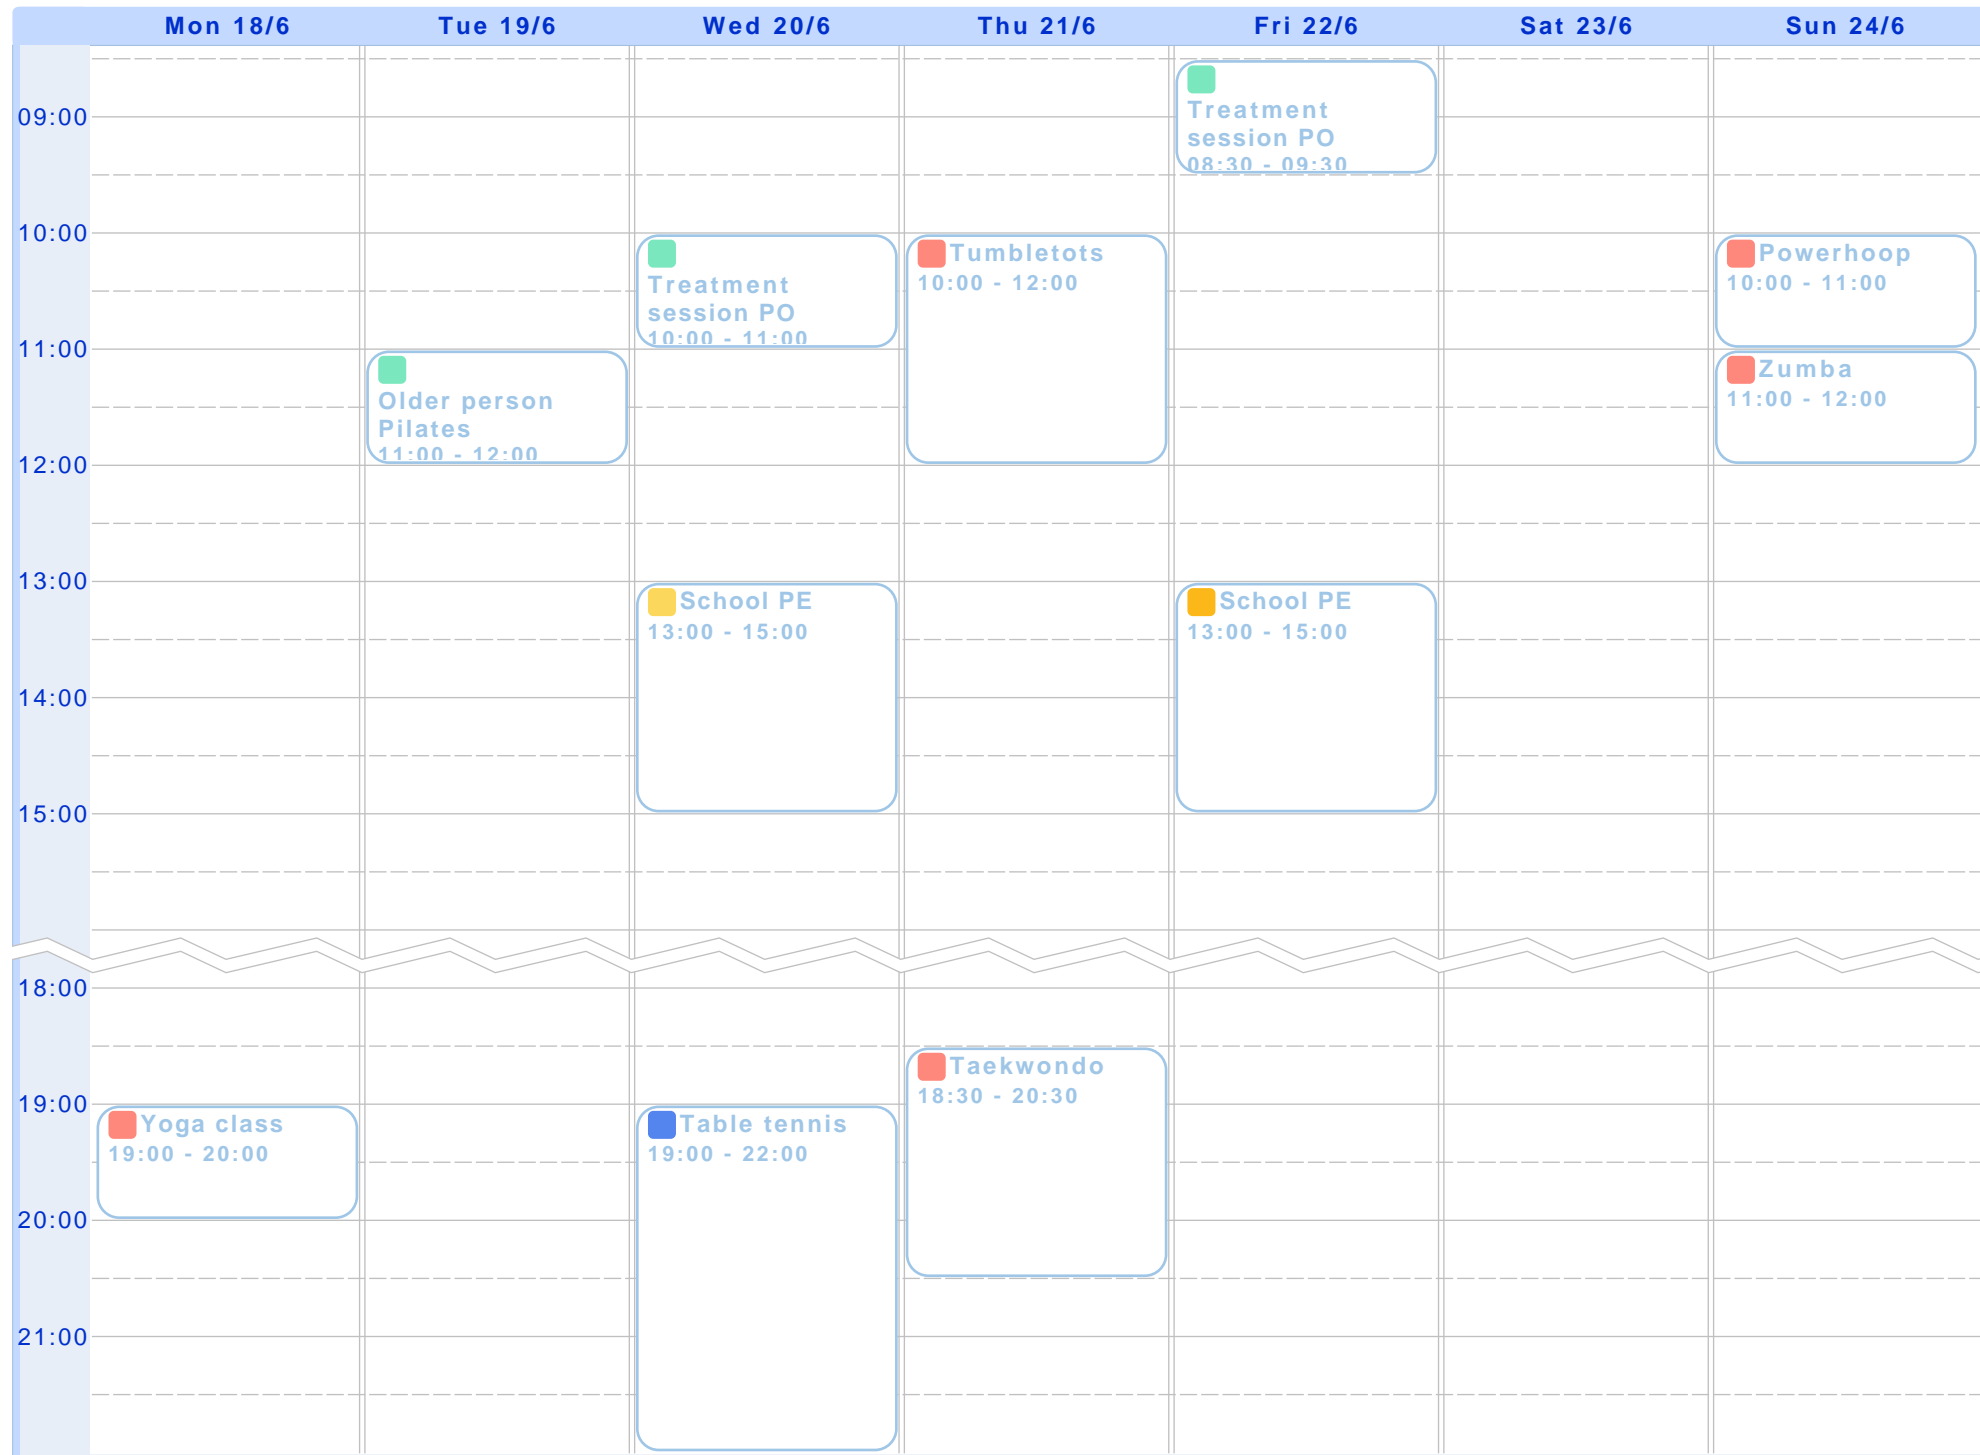 Mon 18/6
Tue 19/6
Wed 20/6
Thu 21/6
Fri 22/6
Sat 23/6
Sun 24/6
09:00
10:00
11:00
12:00
13:00
14:00
15:00
18:00
19:00
20:00
21:00
Yoga class
19:00 - 20:00
Older person
Pilates
11:00 - 12:00
Treatment
session PO
10:00 - 11:00
School PE
13:00 - 15:00
Table tennis
19:00 - 22:00
Tumbletots
10:00 - 12:00
Taekwondo
18:30 - 20:30
Treatment
session PO
08:30 - 09:30
School PE
13:00 - 15:00
Powerhoop
10:00 - 11:00
Zumba
11:00 - 12:00